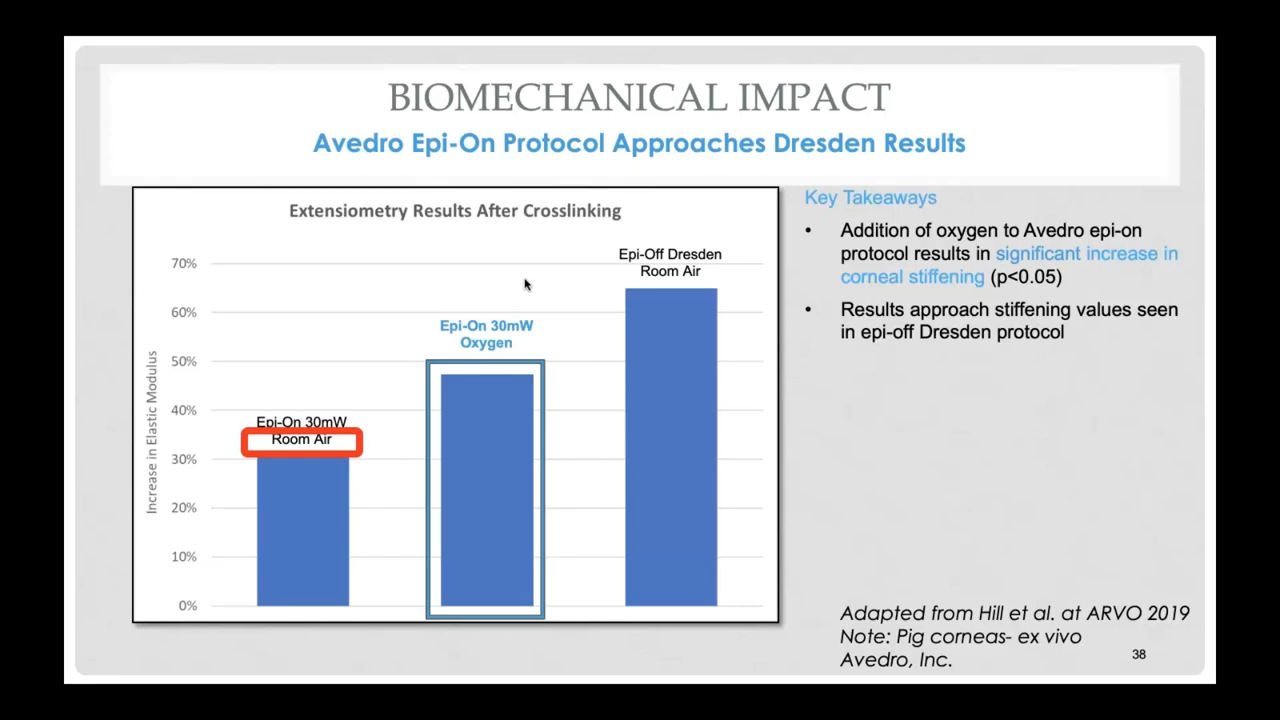 BIOMECHANICAL IMPACT
Avedro Epi-On Protocol Approaches Dresden Results
Extensiometry Results After Crosslinking
Increase in Elastic Modulus
70%
60%
50%
40%
30%
20%
10%
0%
Epi-On 30mW
Room Air
Epi-On 30mW
Oxygen
Epi-Off Dresden
Room Air
Key Takeaways
• Addition of oxygen to Avedro epi-on
protocol results in significant increase in
corneal stiffening (p<0.05)
• Results approach stiffening values seen
in epi-off Dresden protocol
Adapted from Hill et al. at ARVO 2019
Note: Pig corneas- ex vivo
Avedro, Inc.
38